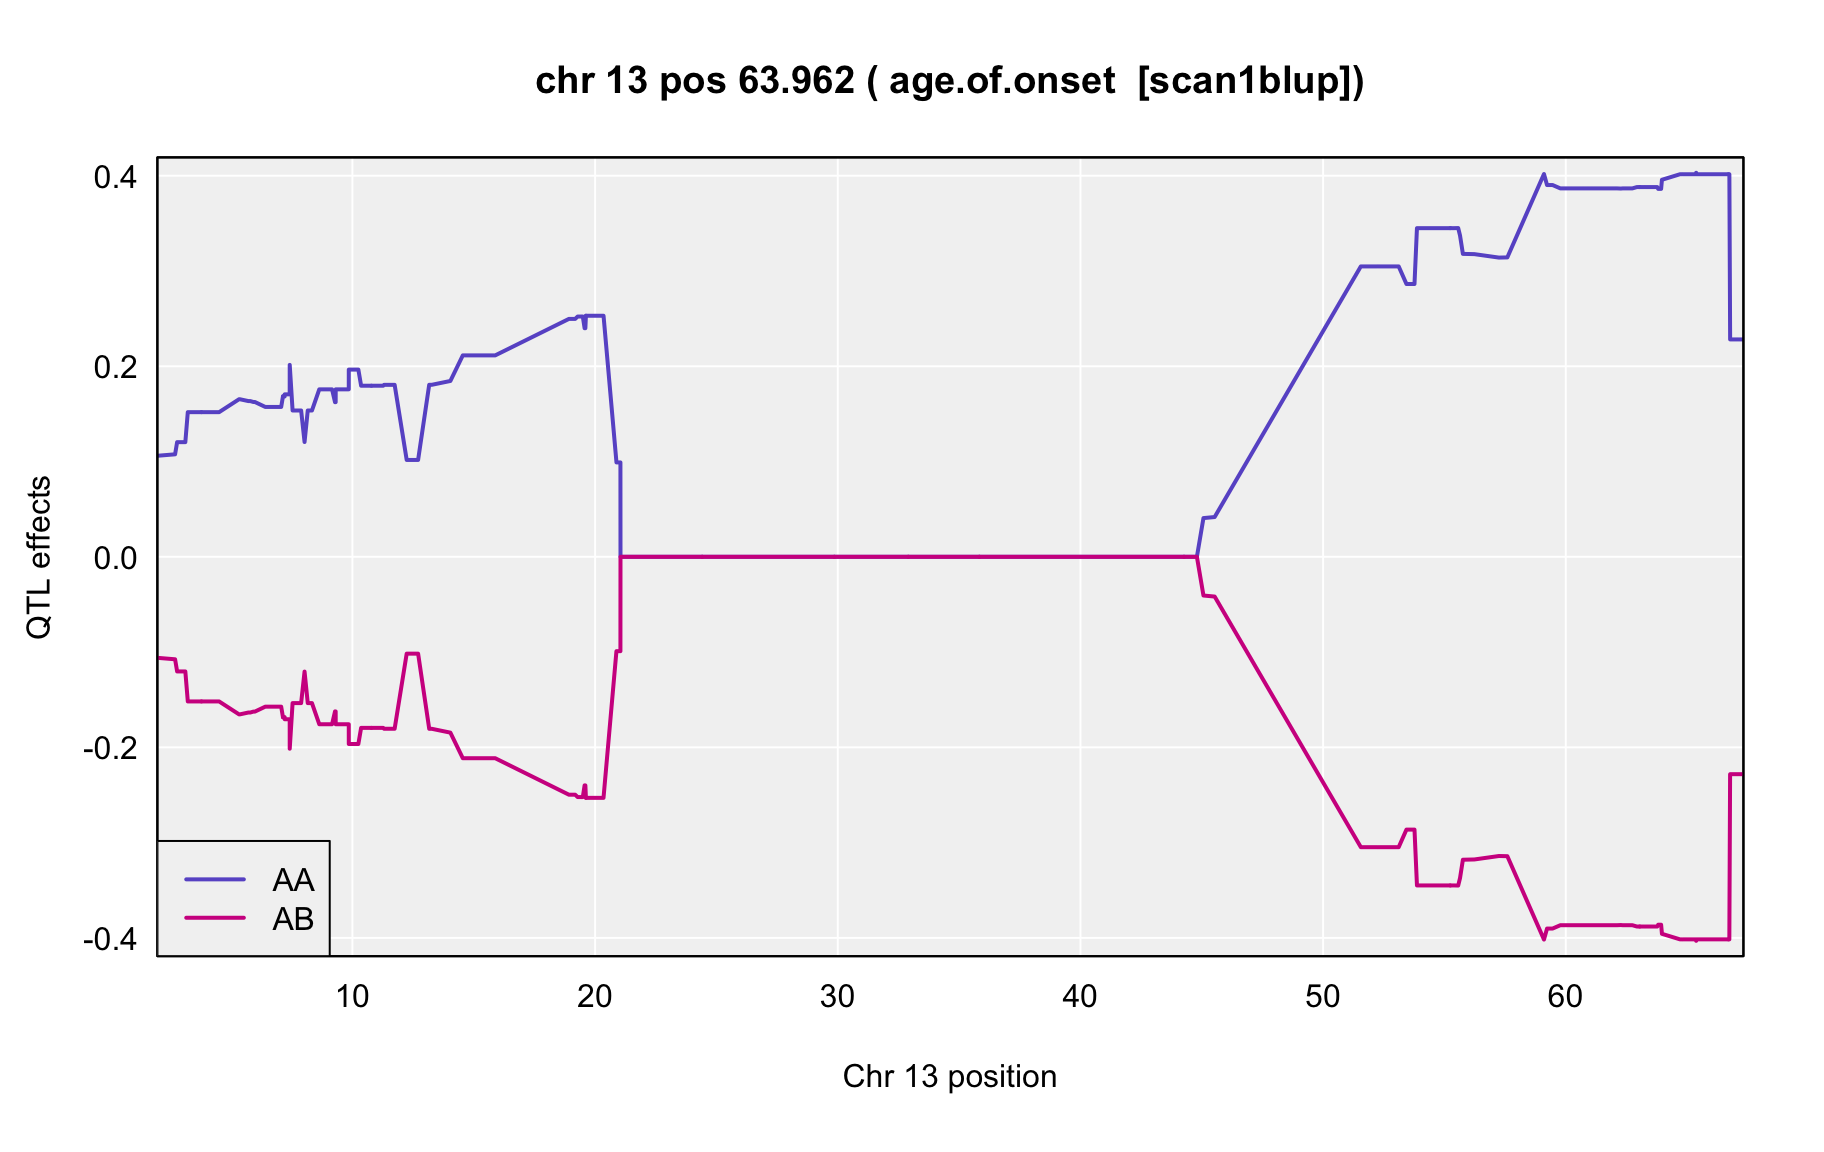 chr 13 pos 63.962 ( age.of.onset  [scan1blup])
0.4
0.2
0.0
-0.2
-0.4
QTL effects
AA
AB
10 20 30 40 50 60
Chr 13 position